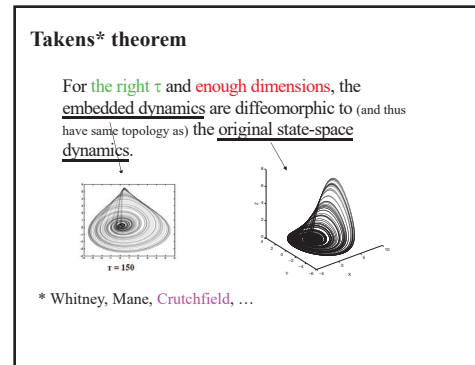 Takens* theorem
For the right τ and enough dimensions, the
embedded dynamics are diffeomorphic to (and thus
have same topology as) the original state-space
dynamics.
τ = 150
* Whitney, Mane, Crutchfield, …